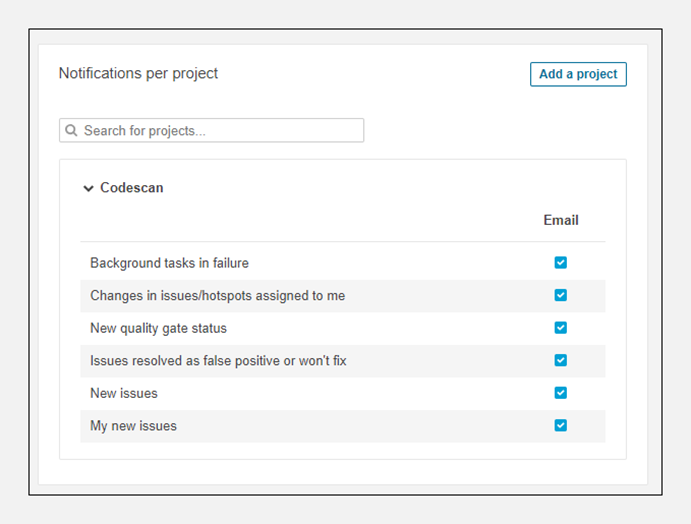 Notifications per project
Add a project
Search for projects...
Codescan
Email
Background tasks in failure
Changes in issues/hotspots assigned to me
New quality gate status
Issues resolved as false positive or won't fix
New issues
My new issues